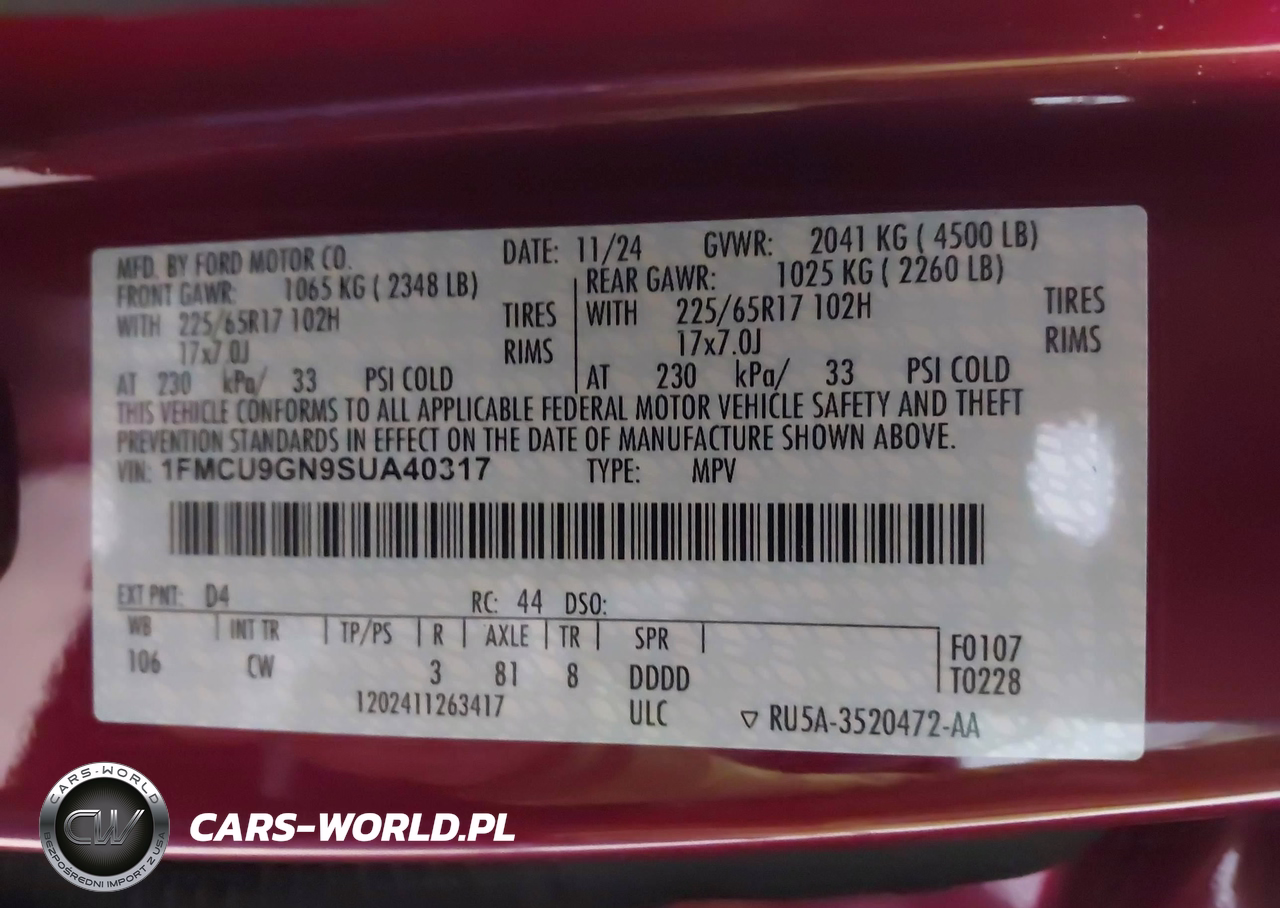 MFD. BY FORD MOTOR CO. DATE: 11/24 GVWR: 2041 KG ( 4500 LB)
FRONT GAWR: 1065 KG ( 2348 LB) REAR GAWR: 1025 KG ( 2260 LB)
WITH 225/65R17 102H TIRES WITH 225/65R17 102H TIRES
17x7.0J RIMS 17x7.0J RIMS
AT 230 kPa/ 33 PSI COLD AT 230 kPa/ 33 PSI COLD
THIS VEHICLE CONFORMS TO ALL APPLICABLE FEDERAL MOTOR VEHICLE SAFETY AND THEFT
PREVENTION STANDARDS IN EFFECT ON THE DATE OF MANUFACTURE SHOWN ABOVE.
VIN: 1FMCU9GN9SUA40317 TYPE: MPV
EXT PNT: D4 RC: 44 DSO:
WB INT TR TP/PS R AXLE TR SPR F0107
106 CW 3 81 8 DDDD T0228
1202411263417 ULC ▽ RU5A-3520472-AA
CARS-WORLD
CW
BEZPOŚREDNI IMPORT Z USA
CARS-WORLD.PL